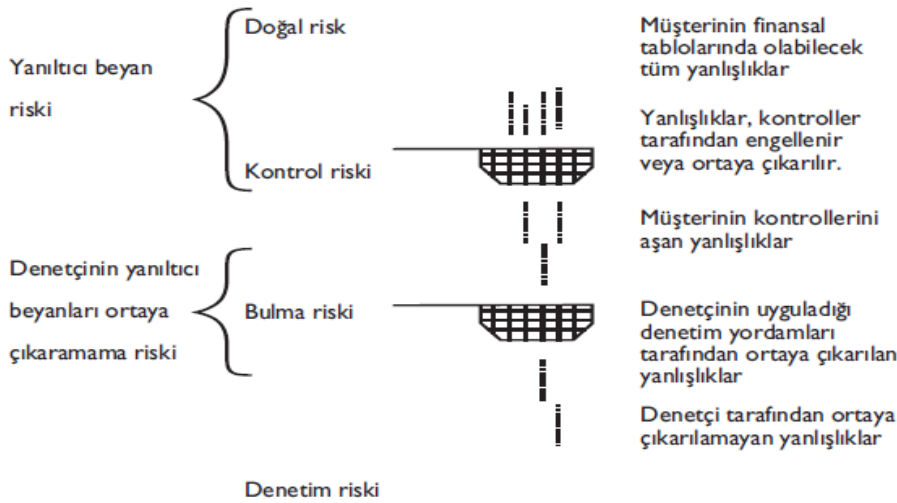 Doğal risk
Yanıltıcı beyan
riski
Kontrol riski
Denetçinin yanıltıcı
beyanları ortaya
çıkaramama riski
Bulma riski
Denetim riski
Müşterinin finansal
tablolarında olabilecek
tüm yanlışlıklar
Yanlışlıklar, kontroller
tarafından engellenir
veya ortaya çıkarılır.
Müşterinin kontrollerini
aşan yanlışlıklar
Denetçinin uyguladığı
denetim yordamları
tarafından ortaya çıkarılan
yanlışlıklar
Denetçi tarafından ortaya
çıkarılamayan yanlışlıklar